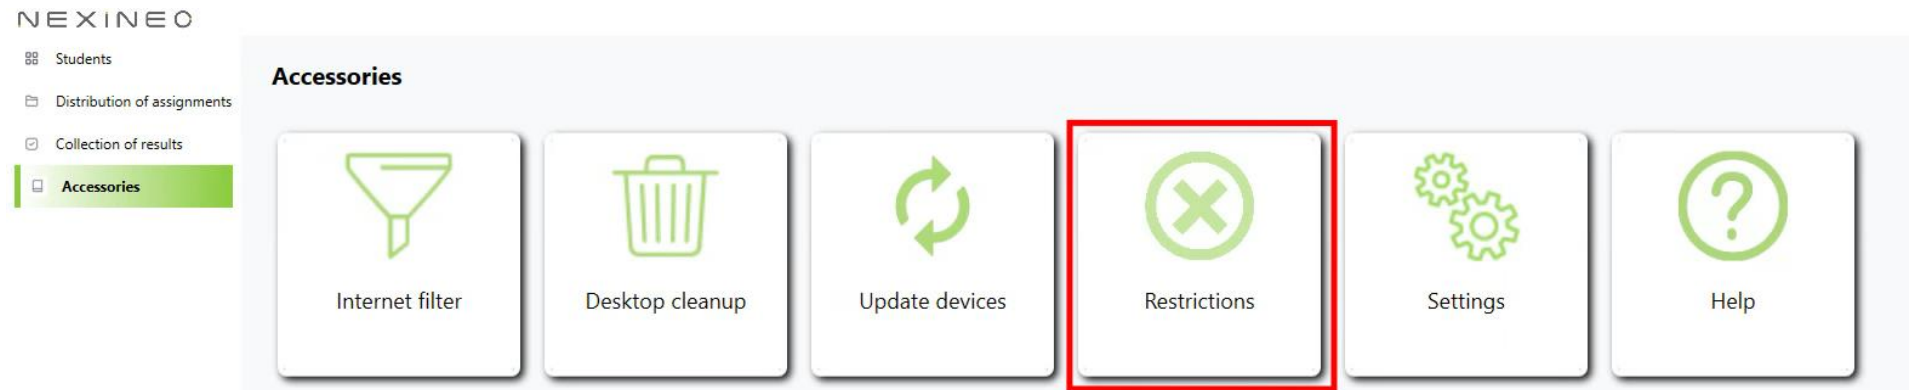 NEXINEO
Students
Distribution of assignments
Collection of results
Accessories
Accessories
Internet filter
Desktop cleanup
Update devices
Restrictions
Settings
Help